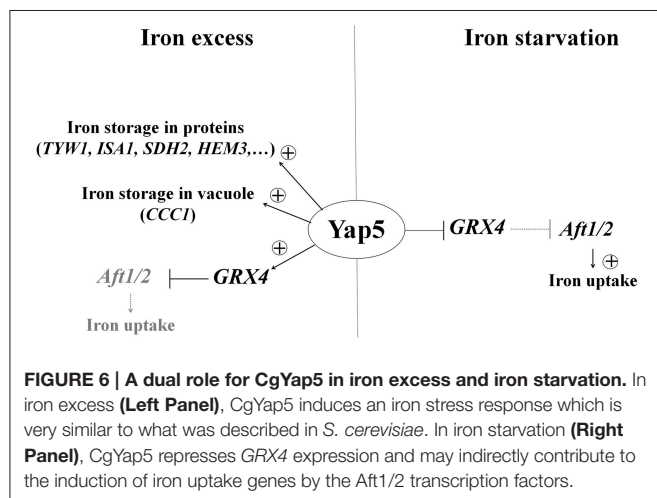 Iron excess
Iron starvation
Iron storage in proteins
(TYW1, ISA1, SDH2, HEM3,...) +
Iron storage in vacuole +
(CCC1)
Yap5
+
GRX4
Aft1/2
Iron uptake
GRX4
Aft1/2
+
Iron uptake
FIGURE 6 | A dual role for CgYap5 in iron excess and iron starvation. In
iron excess (Left Panel), CgYap5 induces an iron stress response which is
very similar to what was described in S. cerevisiae. In iron starvation (Right
Panel), CgYap5 represses GRX4 expression and may indirectly contribute to
the induction of iron uptake genes by the Aft1/2 transcription factors.